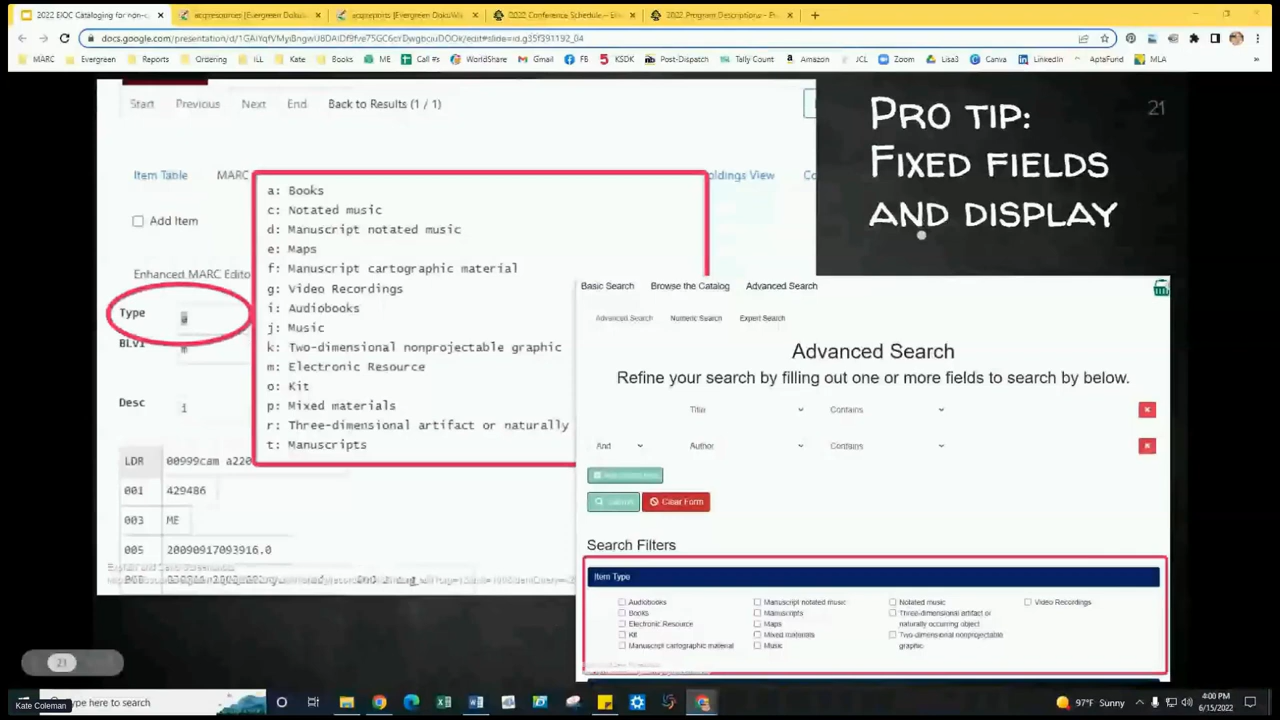 2022 EIQC Cataloging for non-c
acqpresources [Evergreen DokuWi
acqpreprints [Evergreen DokuWi
2022 Conference Schedule – Eve
2022 Program Descriptions – E
docs.google.com/presentation/d/
MARC
Evergreen
Reports
Ordering
ILL
Kate
Books
ME
Call #s
WorldShare
Gmail
FB
KSDK
Post-Dispatch
Tally Count
Amazon
JCL
Zoom
Lisa3
Canva
LinkedIn
AptaFund
MLA
Start Previous Next End Back to Results (1 / 1)
Pro tip:
Fixed fields
and display
21
Item Table MARC oldings View Co
Add Item
Enhanced MARC Edito
Type a
BLvl m
Desc i
LDR 00999cam a220
001 429486
003 ME
005 20090917093916.0
a: Books
c: Notated music
d: Manuscript notated music
e: Maps
f: Manuscript cartographic material
g: Video Recordings
i: Audiobooks
j: Music
k: Two-dimensional nonprojectable graphic
m: Electronic Resource
o: Kit
p: Mixed materials
r: Three-dimensional artifact or naturally
t: Manuscripts
Basic Search Browse the Catalog Advanced Search
Advanced Search Numeric Search Expert Search
Advanced Search
Refine your search by filling out one or more fields to search by below.
Title Contains
And Author Contains
Search Clear Form
Search Filters
Item Type
Audiobooks
Books
Electronic Resource
Kit
Manuscript cartographic material
Manuscript notated music
Manuscripts
Maps
Mixed materials
Music
Notated music
Three-dimensional artifact or
naturally occurring object
Two-dimensional nonprojectable
graphic
Video Recordings
21
ype here to search
Kate Coleman
97°F Sunny
4:00 PM
6/15/2022